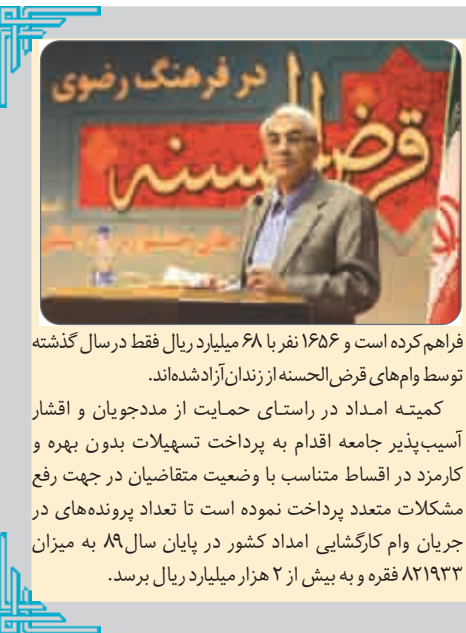 در فرهنگ رضوی
قرض‌الحسنه
فراهم کرده است و ۱۶۵۶ نفر با ۶۸ میلیارد ریال فقط در سال گذشته
توسط وام‌های قرض‌الحسنه از زندان آزاد شده‌اند.
کمیته امداد در راستای حمایت از مددجویان و اقشار
آسیب‌پذیر جامعه اقدام به پرداخت تسهیلات بدون بهره و
کارمزد در اقساط متناسب با وضعیت متقاضیان در جهت رفع
مشکلات متعدد پرداخت نموده است تا تعداد پرونده‌های در
جریان وام کارگشایی امداد کشور در پایان سال ۸۹ به میزان
۸۲۱۹۳۳ فقره و به بیش از ۲ هزار میلیارد ریال برسد.